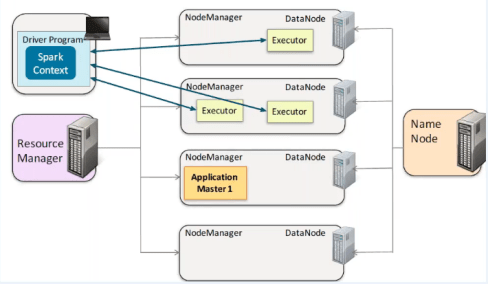 Driver Program
Spark
Context
Resource
Manager
NodeManager DataNode
Executor
NodeManager DataNode
Executor Executor
NodeManager DataNode
Application
Master 1
NodeManager DataNode
Name
Node